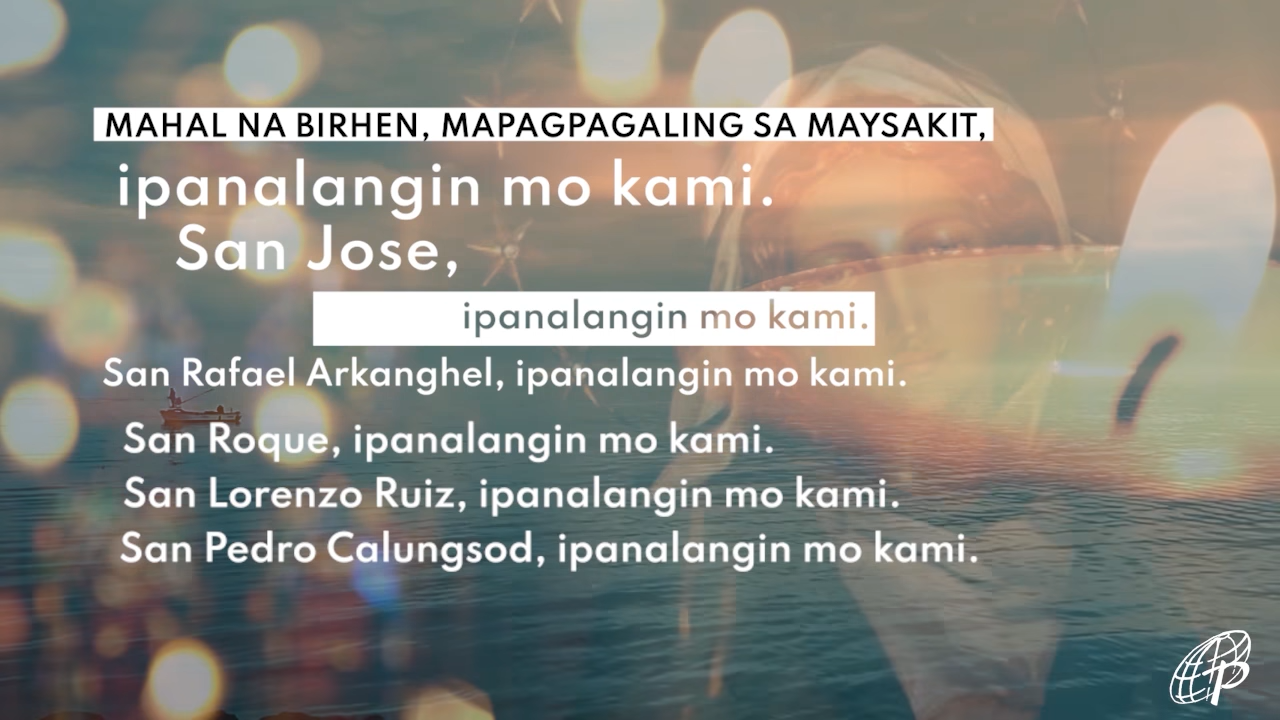 MAHAL NA BIRHEN, MAPAGPAGALING SA MAYSAKIT,
ipanalangin mo kami.
San Jose,
ipanalangin mo kami.
San Rafael Arkanghel, ipanalangin mo kami.
San Roque, ipanalangin mo kami.
San Lorenzo Ruiz, ipanalangin mo kami.
San Pedro Calungsod, ipanalangin mo kami.